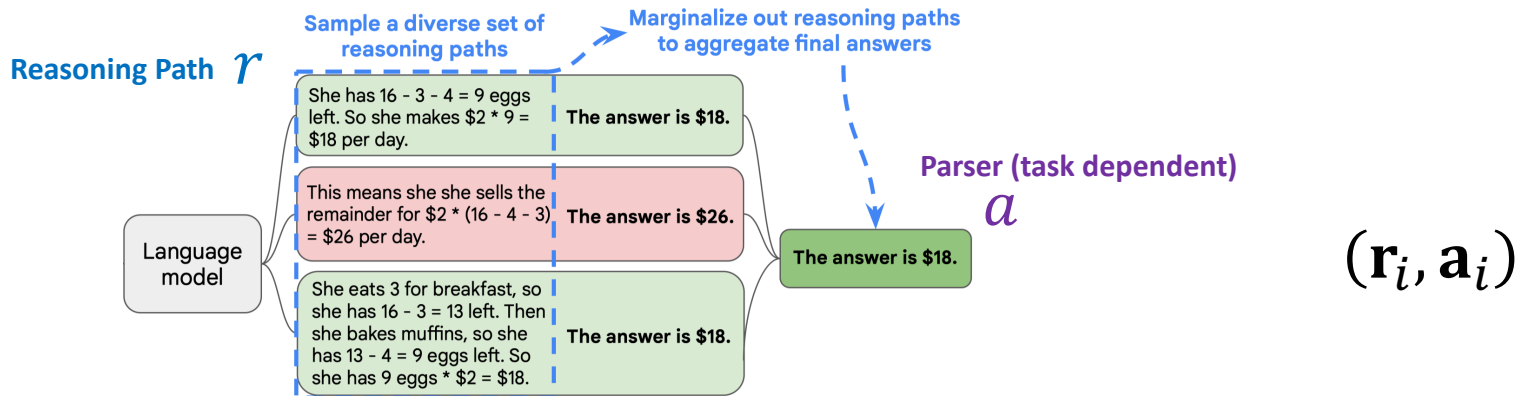 Sample a diverse set of
reasoning paths
Marginalize out reasoning paths
to aggregate final answers
Reasoning Path r
She has 16 - 3 - 4 = 9 eggs
left. So she makes $2 * 9 =
$18 per day.
The answer is $18.
This means she she sells the
remainder for $2 * (16 - 4 - 3)
= $26 per day.
The answer is $26.
She eats 3 for breakfast, so
she has 16 - 3 = 13 left. Then
she bakes muffins, so she
has 13 - 4 = 9 eggs left. So
she has 9 eggs * $2 = $18.
The answer is $18.
Language
model
The answer is $18.
Parser (task dependent)
a
(rᵢ, aᵢ)